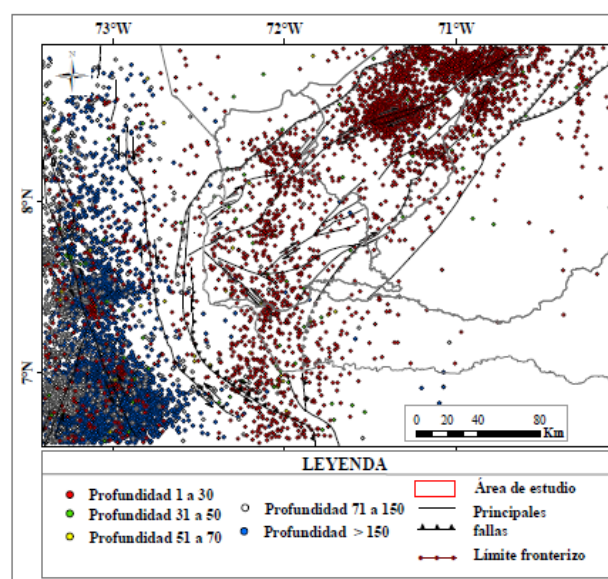 73°W 72°W 71°W
8°N
7°N
0 20 40 80
Km
LEYENDA
Profundidad 1 a 30
Profundidad 31 a 50
Profundidad 51 a 70
Profundidad 71 a 150
Profundidad > 150
Área de estudio
Principales
fallas
Límite fronterizo